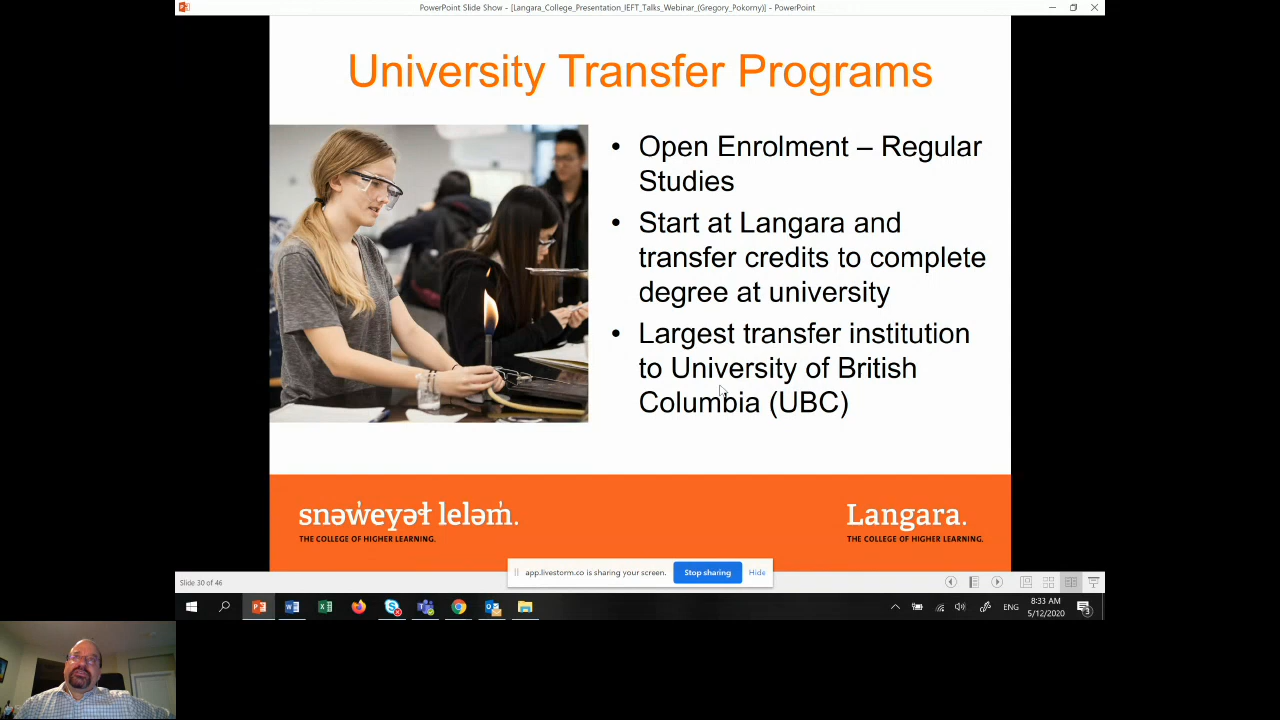 PowerPoint Slide Show - [Langara_College_Presentation_IEFT_Talks_Webinar_(Gregory_Pokorny)] - PowerPoint
University Transfer Programs
• Open Enrolment – Regular
Studies
• Start at Langara and
transfer credits to complete
degree at university
• Largest transfer institution
to University of British
Columbia (UBC)
snəw̓eyəɬ leləm̓.
THE COLLEGE OF HIGHER LEARNING.
Langara.
THE COLLEGE OF HIGHER LEARNING.
app.livestorm.co is sharing your screen.
Stop sharing
Hide
Slide 30 of 46
ENG
8:33 AM
5/12/2020
3